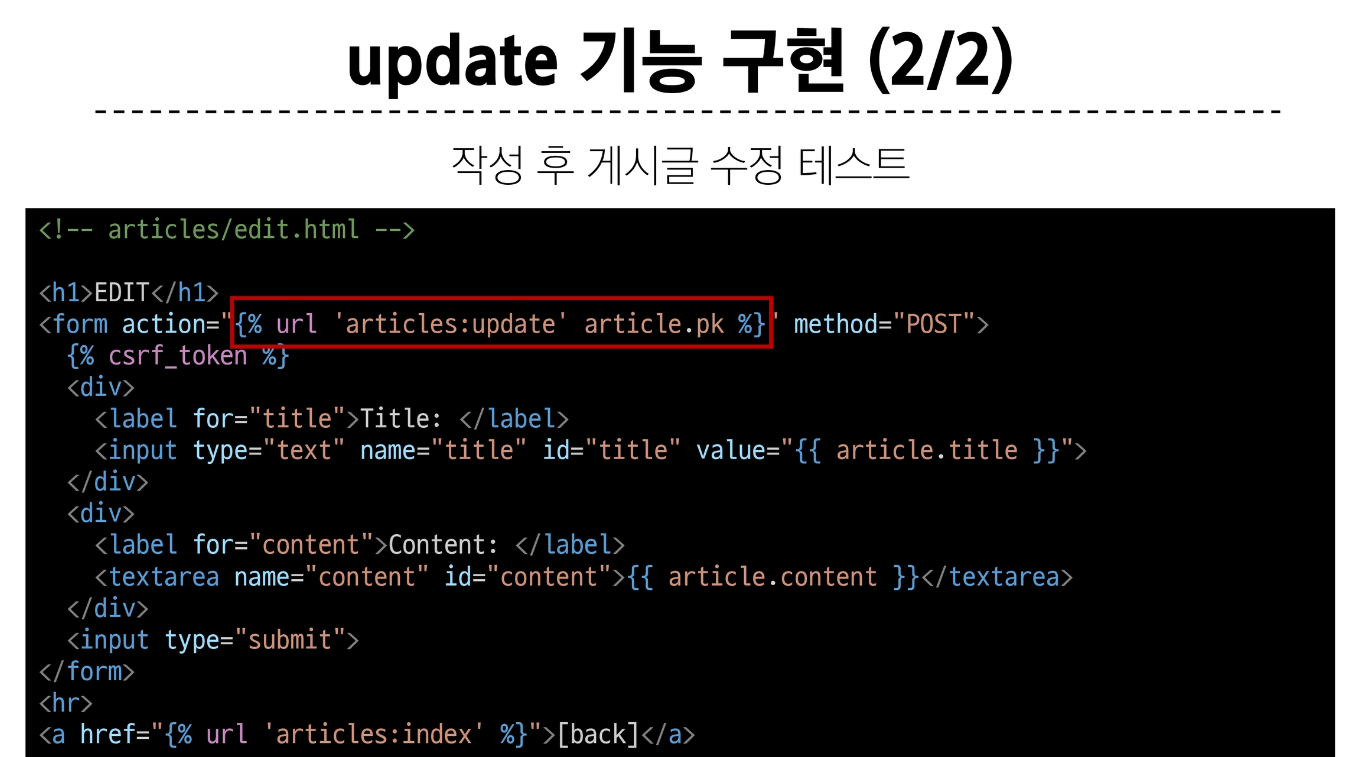 update 기능 구현 (2/2)
작성 후 게시글 수정 테스트
<!-- articles/edit.html -->
<h1>EDIT</h1>
<form action="{% url 'articles:update' article.pk %}" method="POST">
  {% csrf_token %}
  <div>
    <label for="title">Title: </label>
    <input type="text" name="title" id="title" value="{{ article.title }}">
  </div>
  <div>
    <label for="content">Content: </label>
    <textarea name="content" id="content">{{ article.content }}</textarea>
  </div>
  <input type="submit">
</form>
<hr>
<a href="{% url 'articles:index' %}">[back]</a>